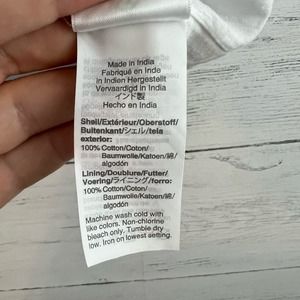 Made in India
Fabriqué en Inde
in Indien Hergestellt
Vervaardigd in India
インド製
Hecho en India
Shell/Extérieur/Oberstoff/
Buitenkant/シェル/tela
exterior:
100% Cotton/Coton/
Baumwolle/Katoen/綿/
algodón
Lining/Doublure/Futter/
Voering/ライニング/forro:
100% Cotton/Coton/
Baumwolle/Katoen/綿/
algodón
Machine wash cold with
like colors. Non-chlorine
bleach only. Tumble dry
low. Iron on lowest setting.